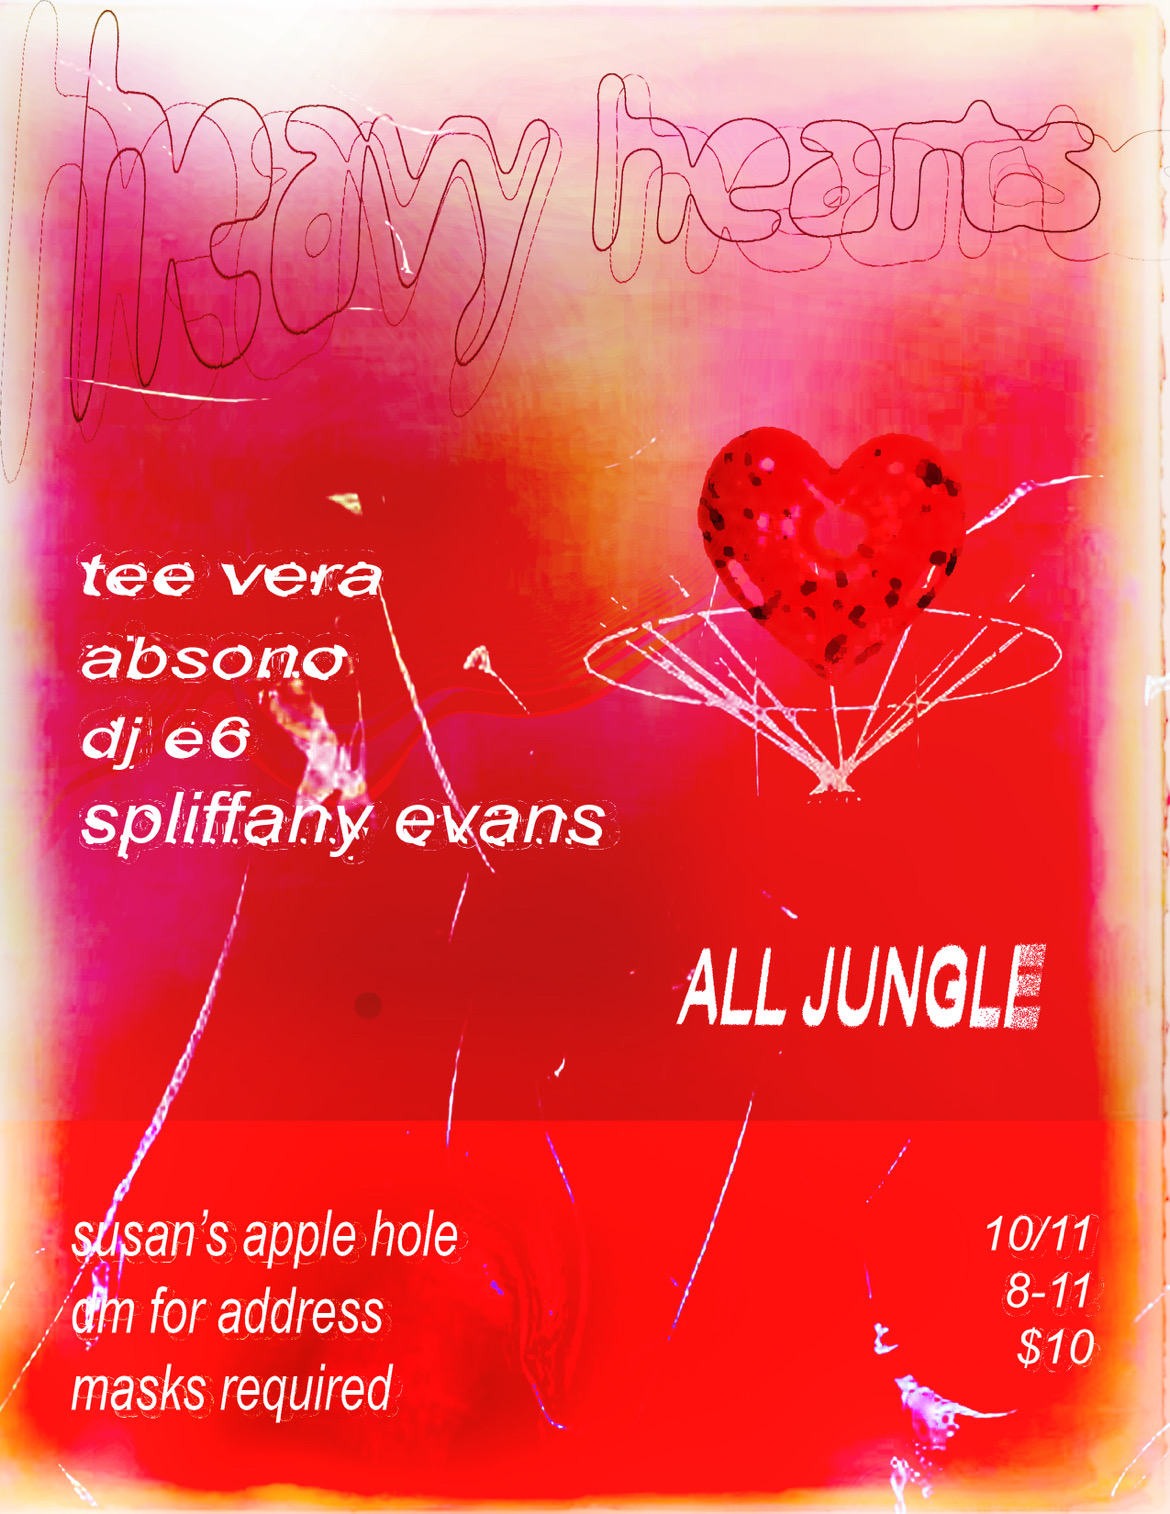 heavy hearts
tee vera
absono
dj e6
spliffany evans
ALL JUNGLE
susan's apple hole
dm for address
masks required
10/11
8-11
$10